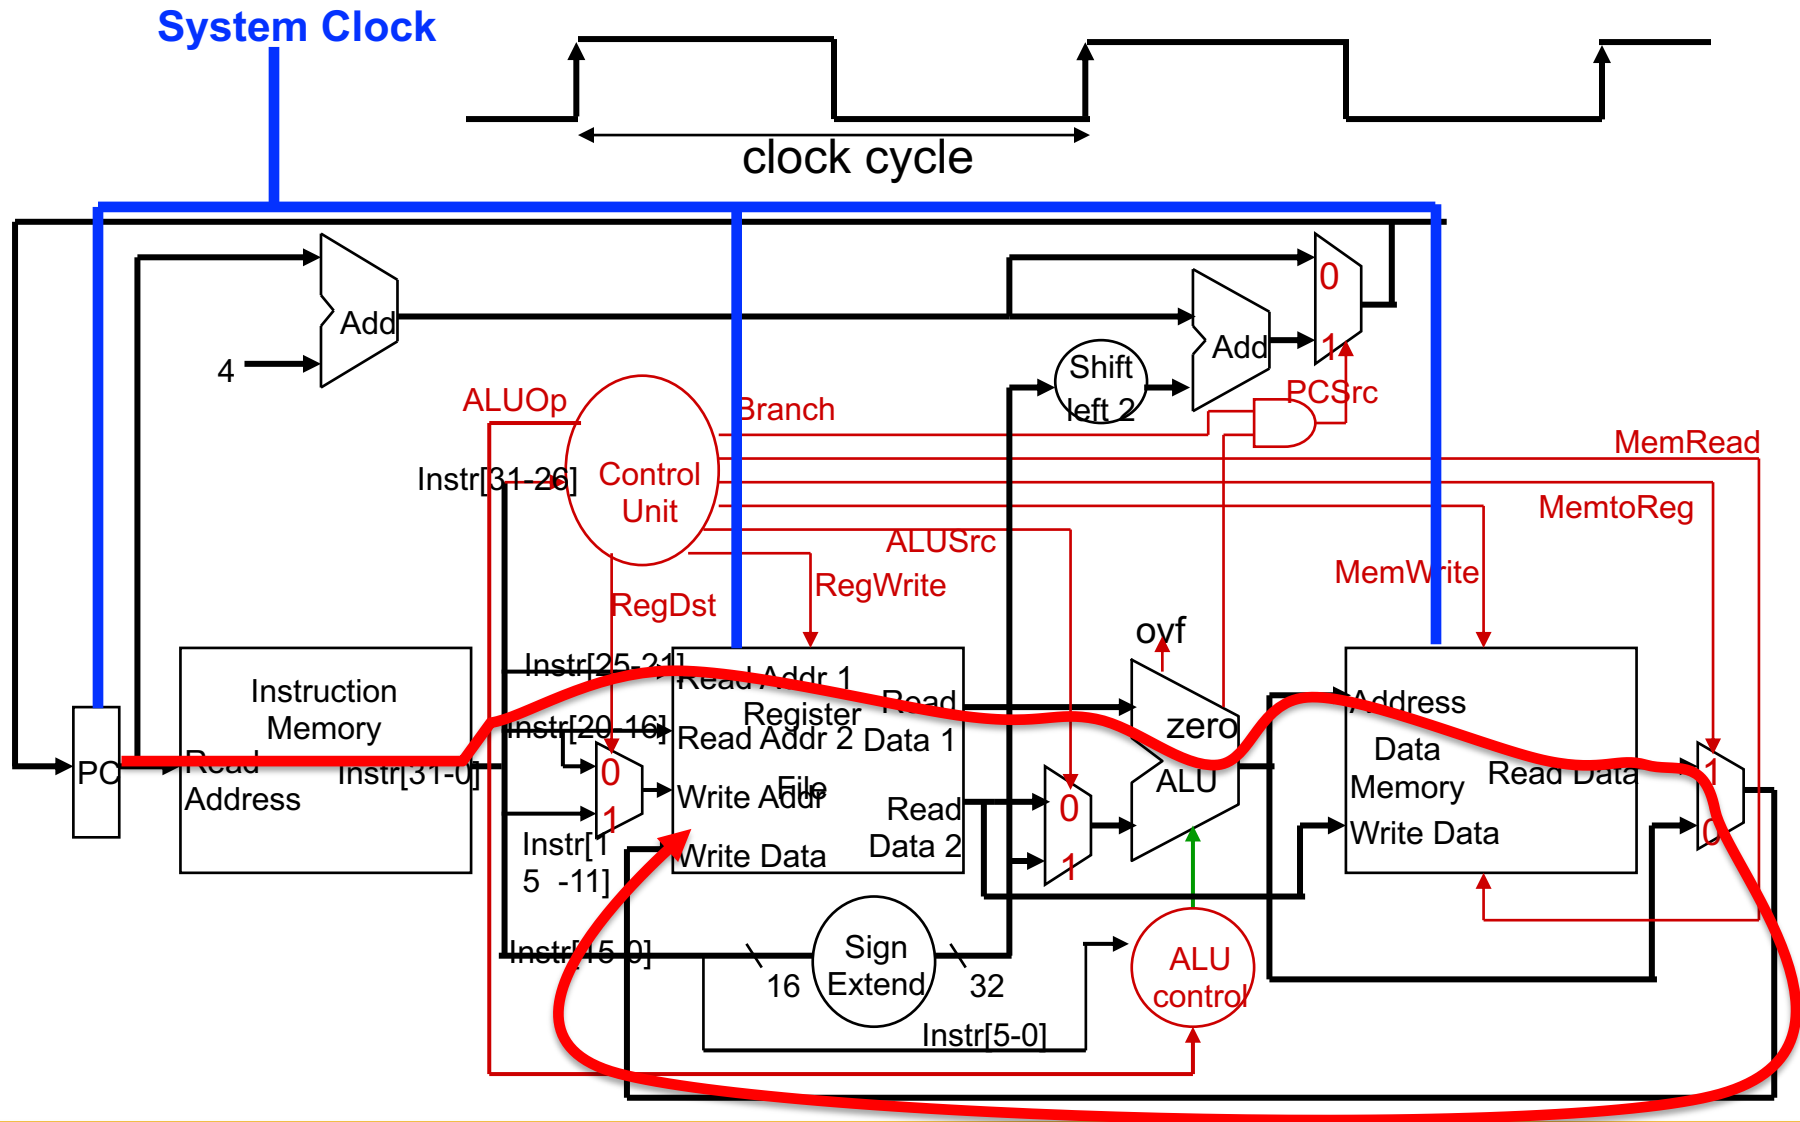 System Clock
clock cycle
Add
4
Add
0
1
Shift
left 2
PCSrc
ALUOp
Branch
MemRead
Instr[31-26]
Control
Unit
MemtoReg
ALUSrc
MemWrite
RegWrite
RegDst
ovf
Instr[25-21]
Read Addr 1
Instruction
Memory
Read
Address
Register
zero
Instr[20-16]
Read Addr 2
Data 1
Data
Memory
PC
Read
Address
Instr[31-0]
0
1
File
Write Addr
ALU
Read Data
1
0
Read
Data 2
0
1
Write Data
Instr[1
5 -11]
Write Data
Instr[15-0]
16
Sign
Extend
32
ALU
control
Instr[5-0]